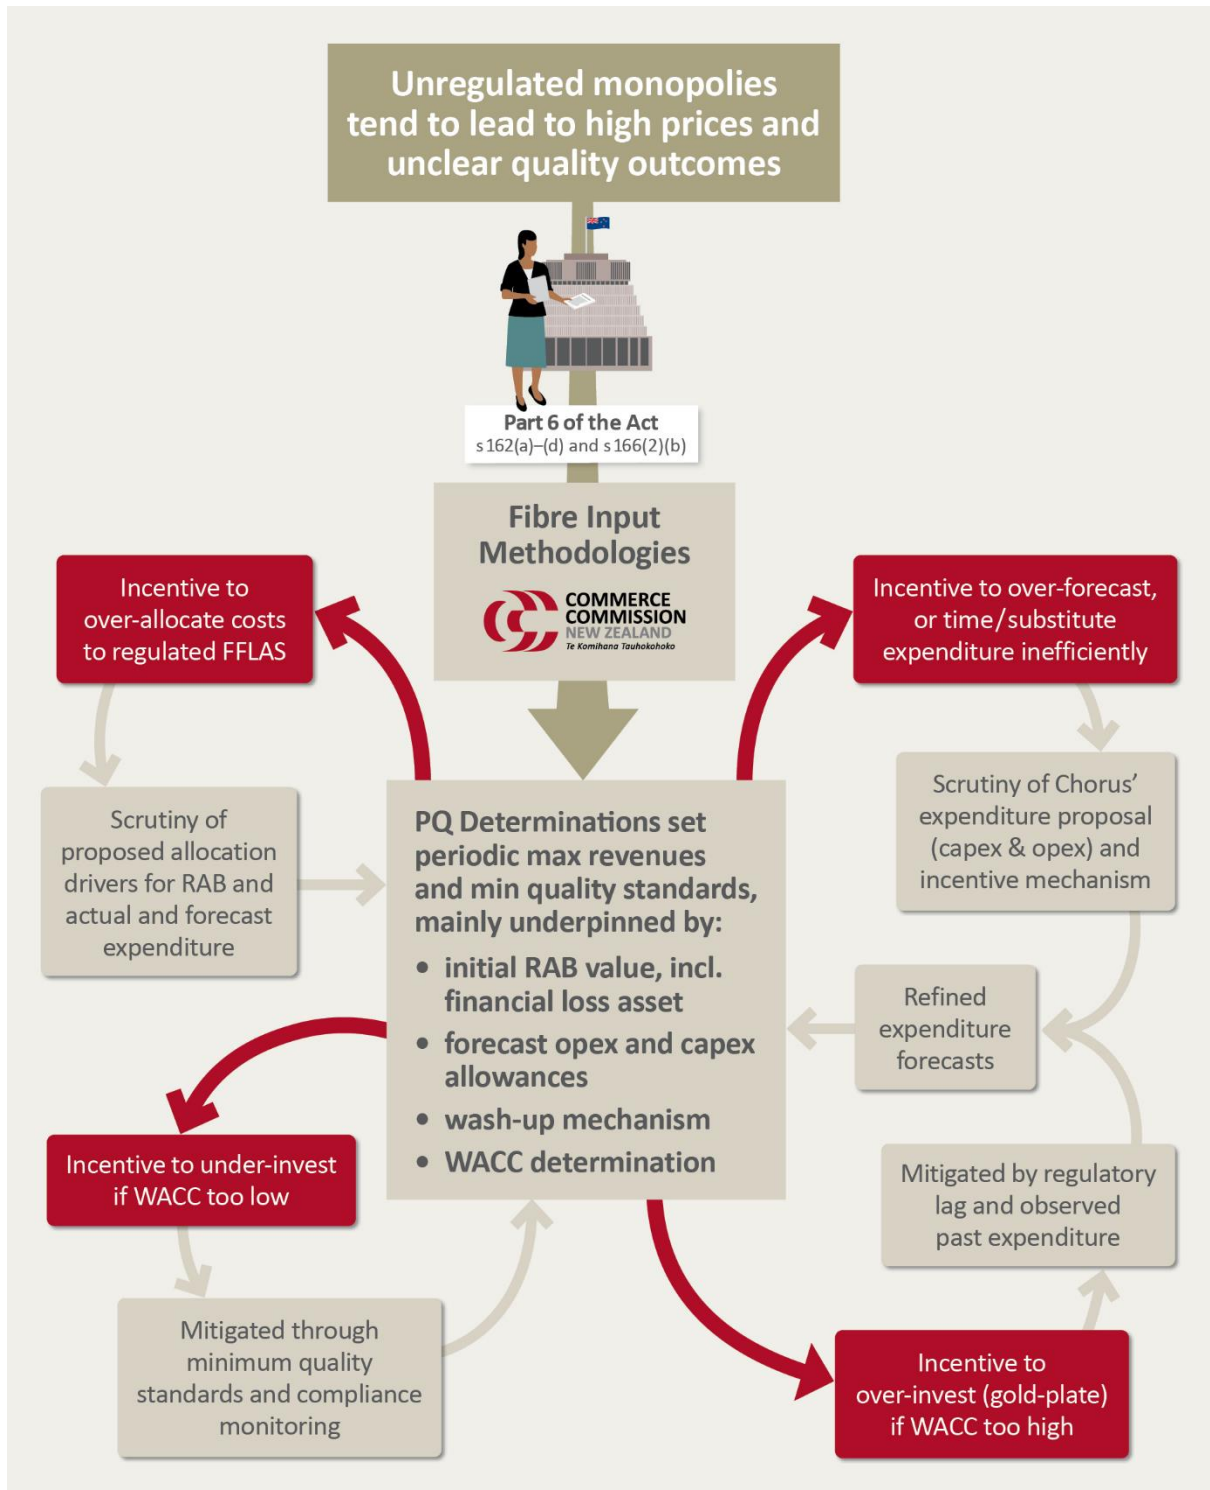 Unregulated monopolies
tend to lead to high prices and
unclear quality outcomes
Part 6 of the Act
s162(a)–(d) and s166(2)(b)
Fibre Input
Methodologies
COMMERCE
COMMISSION
NEW ZEALAND
Te Komihana Tauhokohoko
Incentive to
over-allocate costs
to regulated FFLAS
Incentive to over-forecast,
or time/substitute
expenditure inefficiently
Scrutiny of
proposed allocation
drivers for RAB and
actual and forecast
expenditure
PQ Determinations set
periodic max revenues
and min quality standards,
mainly underpinned by:
• initial RAB value, incl.
financial loss asset
• forecast opex and capex
allowances
• wash-up mechanism
• WACC determination
Scrutiny of Chorus’
expenditure proposal
(capex & opex) and
incentive mechanism
Refined
expenditure
forecasts
Incentive to under-invest
if WACC too low
Mitigated by regulatory
lag and observed
past expenditure
Mitigated through
minimum quality
standards and compliance
monitoring
Incentive to
over-invest (gold-plate)
if WACC too high